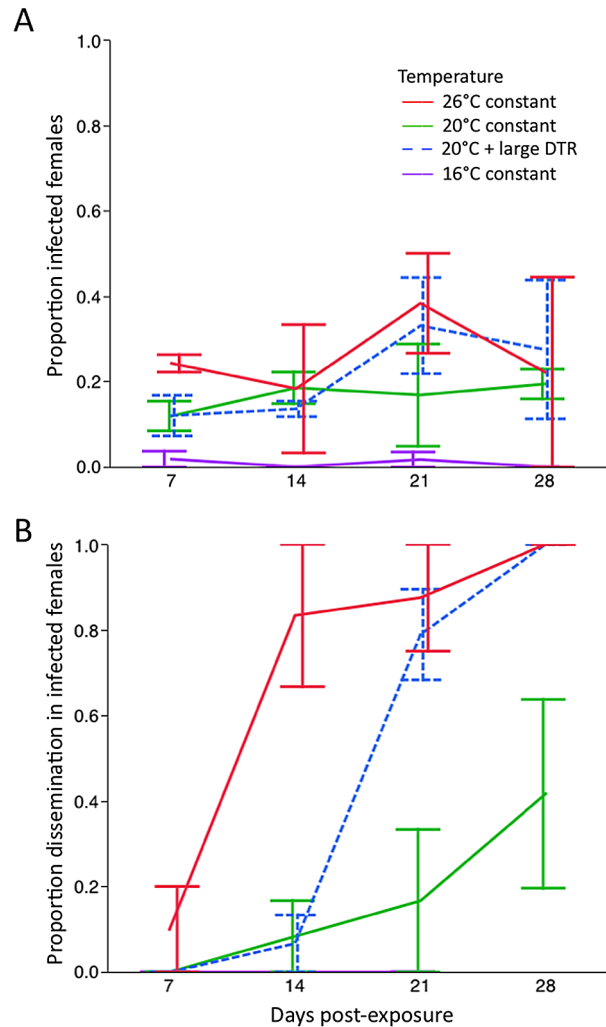 A
Proportion infected females
1.0
0.8
0.6
0.4
0.2
0.0
Temperature
26°C constant
20°C constant
20°C + large DTR
16°C constant
7
14
21
28
B
Proportion dissemination in infected females
1.0
0.8
0.6
0.4
0.2
0.0
7
14
21
28
Days post-exposure